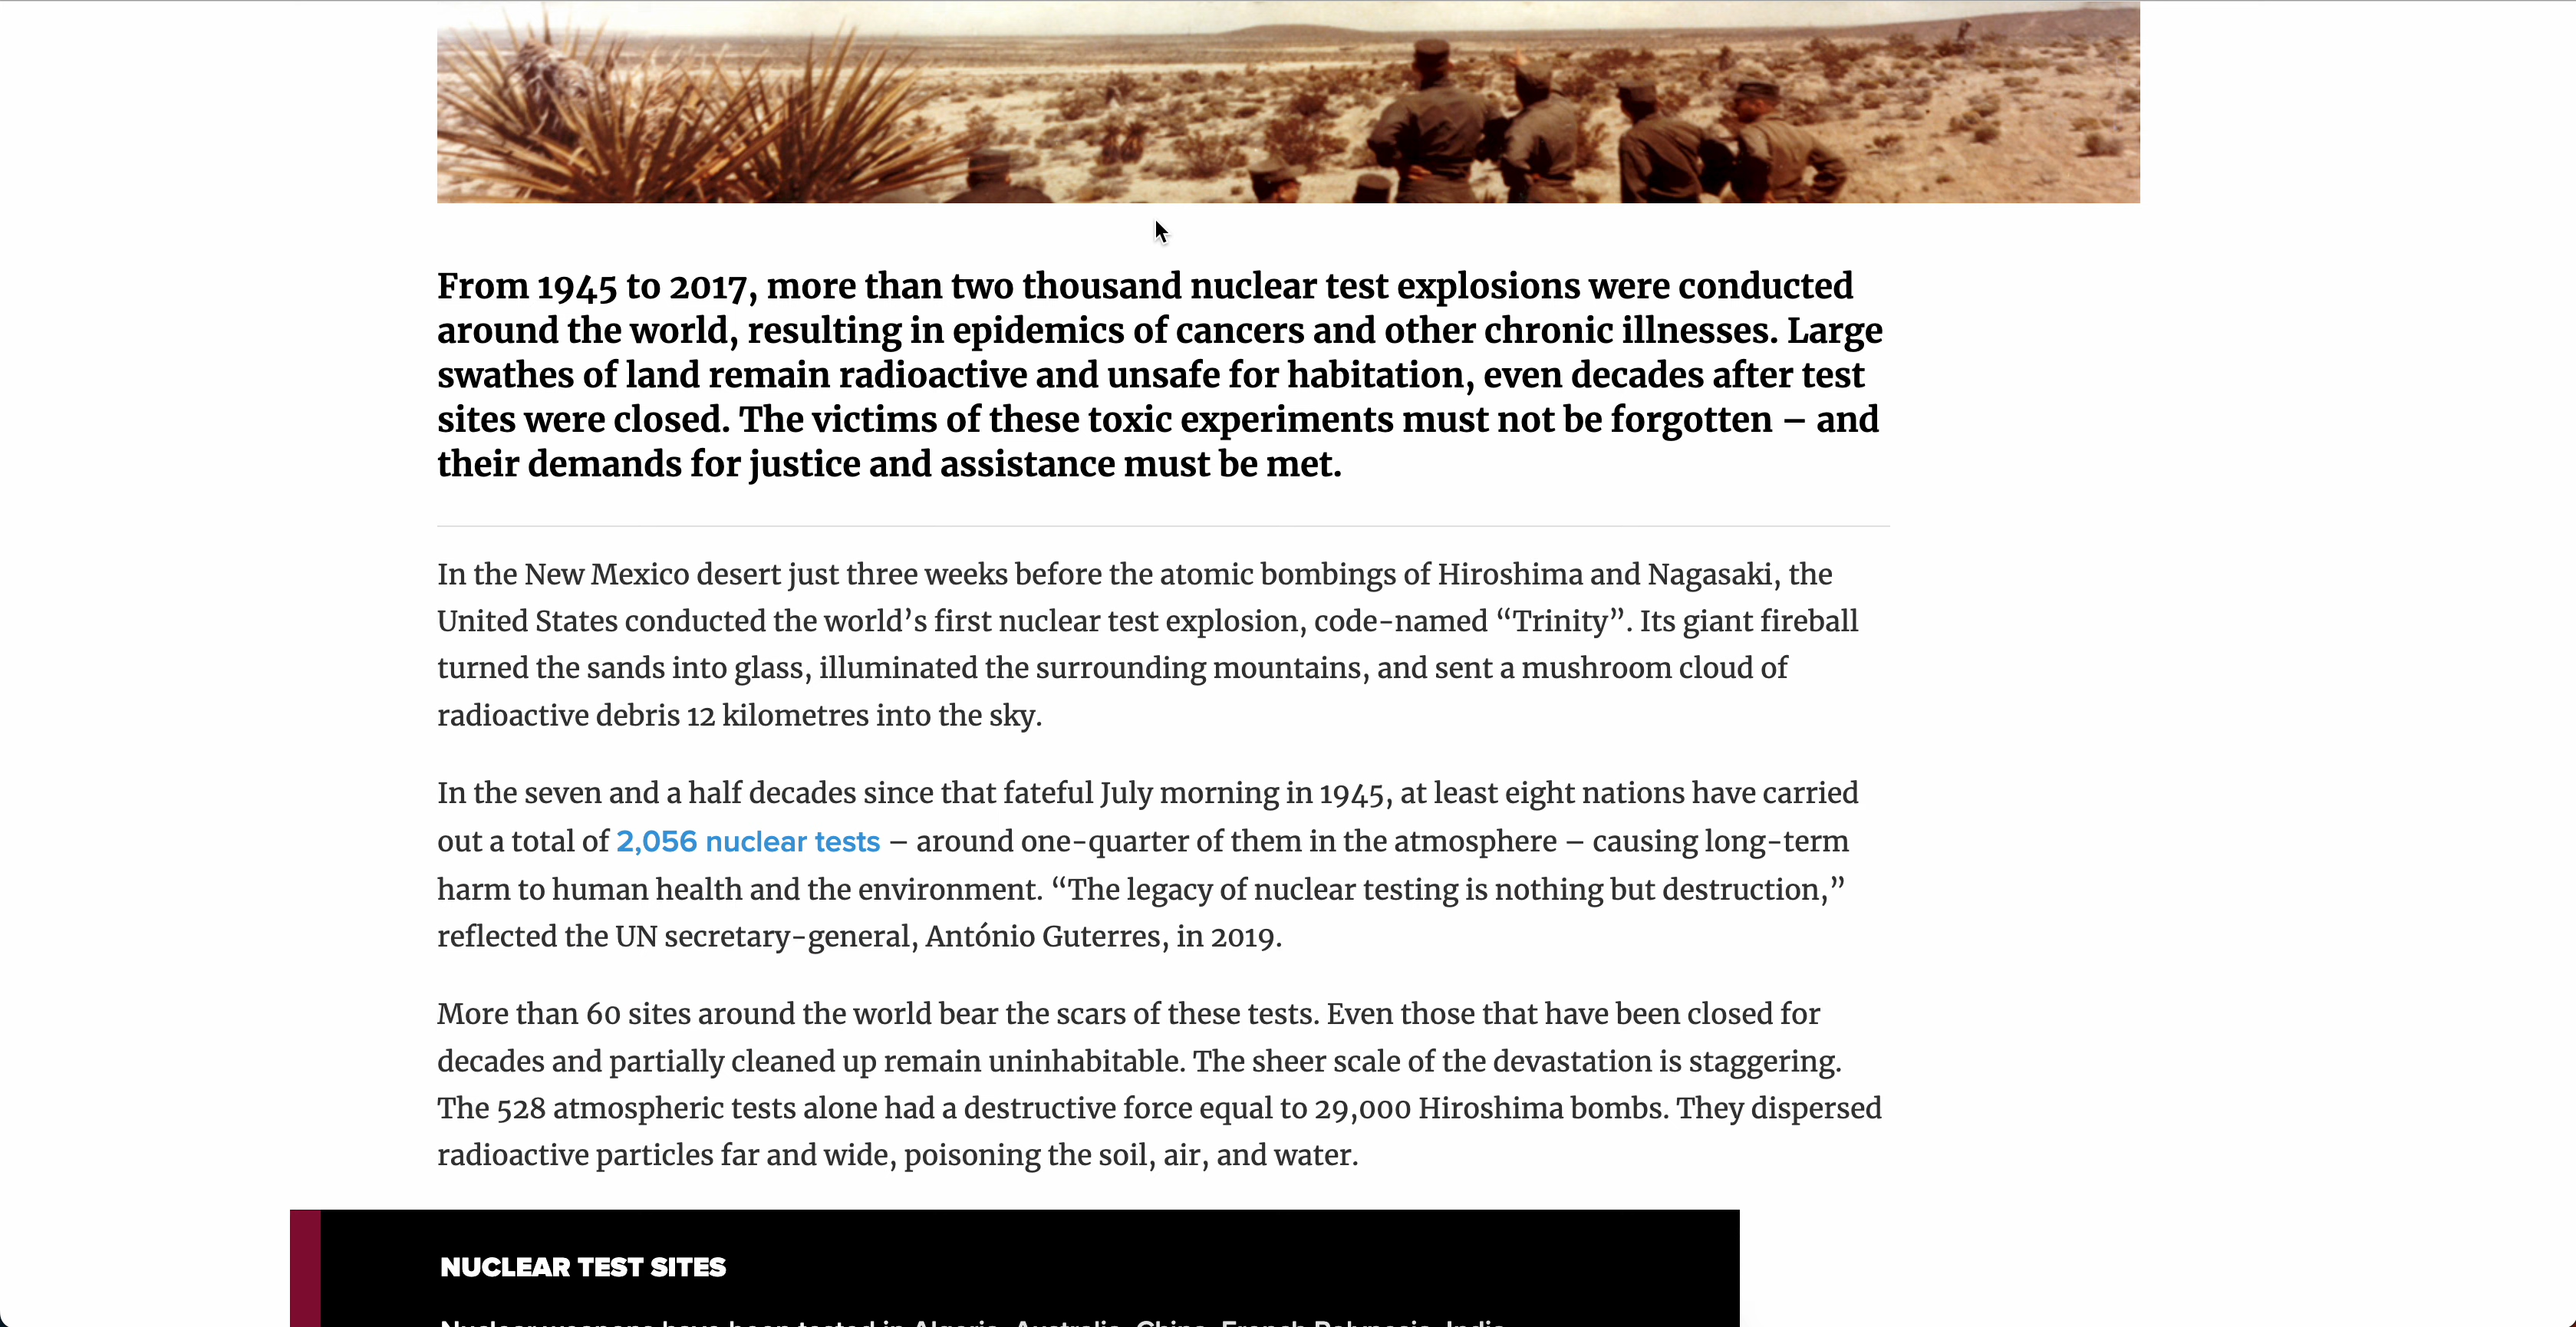 From 1945 to 2017, more than two thousand nuclear test explosions were conducted
around the world, resulting in epidemics of cancers and other chronic illnesses. Large
swathes of land remain radioactive and unsafe for habitation, even decades after test
sites were closed. The victims of these toxic experiments must not be forgotten – and
their demands for justice and assistance must be met.
In the New Mexico desert just three weeks before the atomic bombings of Hiroshima and Nagasaki, the
United States conducted the world’s first nuclear test explosion, code-named “Trinity”. Its giant fireball
turned the sands into glass, illuminated the surrounding mountains, and sent a mushroom cloud of
radioactive debris 12 kilometres into the sky.
In the seven and a half decades since that fateful July morning in 1945, at least eight nations have carried
out a total of 2,056 nuclear tests – around one-quarter of them in the atmosphere – causing long-term
harm to human health and the environment. “The legacy of nuclear testing is nothing but destruction,”
reflected the UN secretary-general, António Guterres, in 2019.
More than 60 sites around the world bear the scars of these tests. Even those that have been closed for
decades and partially cleaned up remain uninhabitable. The sheer scale of the devastation is staggering.
The 528 atmospheric tests alone had a destructive force equal to 29,000 Hiroshima bombs. They dispersed
radioactive particles far and wide, poisoning the soil, air, and water.
NUCLEAR TEST SITES
Nuclear weapons have been tested in Algeria, Australia, China, French Polynesia, India,